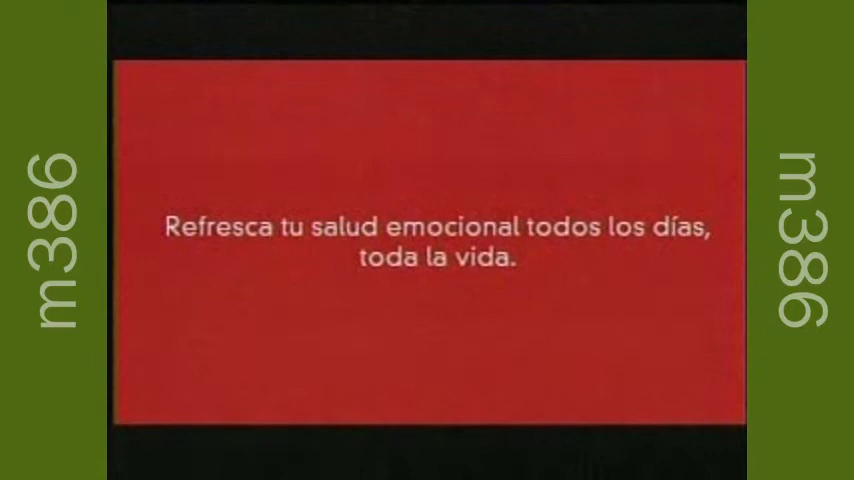 m386
Refresca tu salud emocional todos los días,
toda la vida.
m386